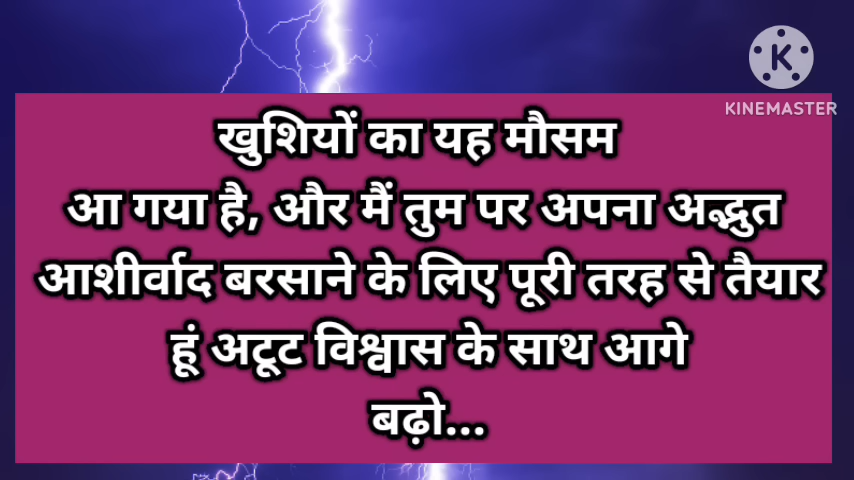 KINEMASTER
खुशियों का यह मौसम
आ गया है, और मैं तुम पर अपना अद्भुत
आशीर्वाद बरसाने के लिए पूरी तरह से तैयार
हूं अटूट विश्वास के साथ आगे
बढ़ो...